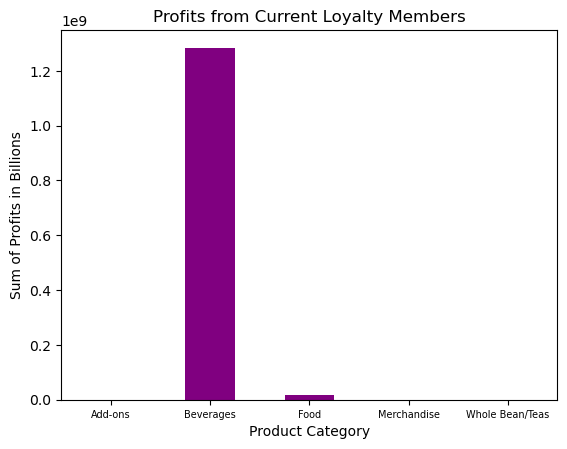 Profits from Current Loyalty Members
1e9
1.2
1.0
0.8
0.6
0.4
0.2
0.0
Sum of Profits in Billions
Add-ons Beverages Food Merchandise Whole Bean/Teas
Product Category